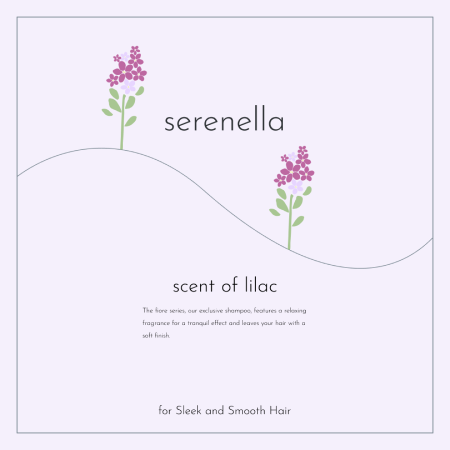 serenella
scent of lilac
The fiore series, our exclusive shampoo, features a relaxing
fragrance for a tranquil effect and leaves your hair with a
soft finish.
for Sleek and Smooth Hair